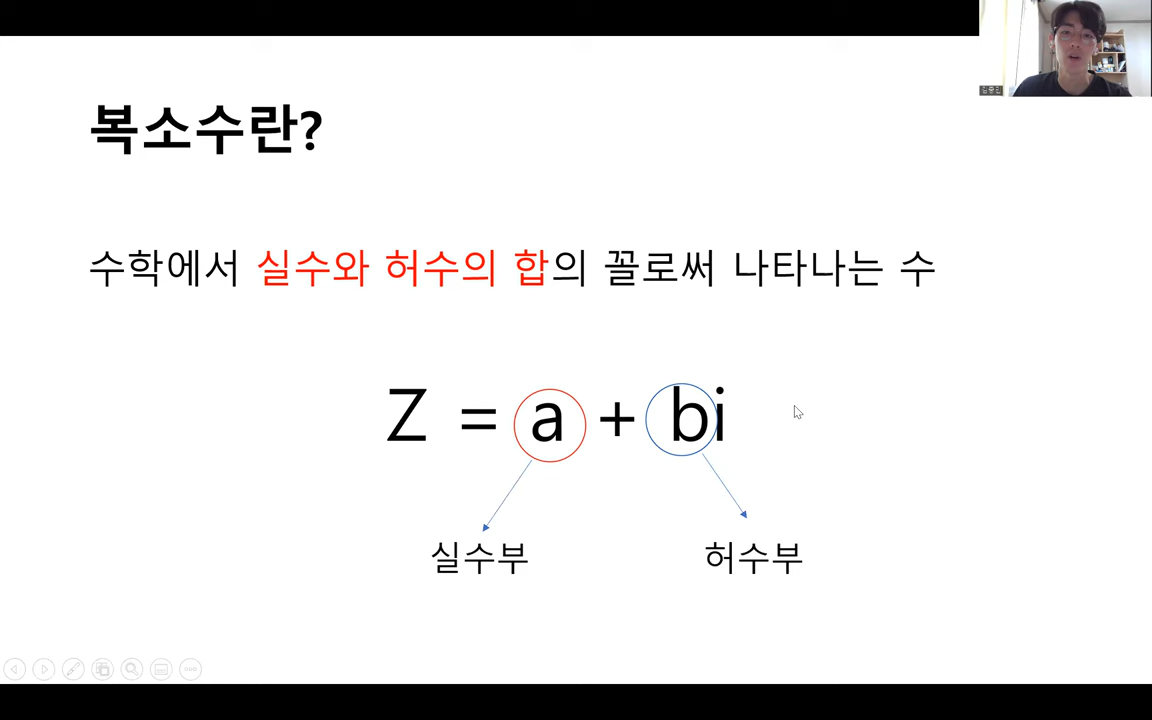 복소수란?
수학에서 실수와 허수의 합의 꼴로써 나타나는 수
Z = a + bi
실수부 허수부